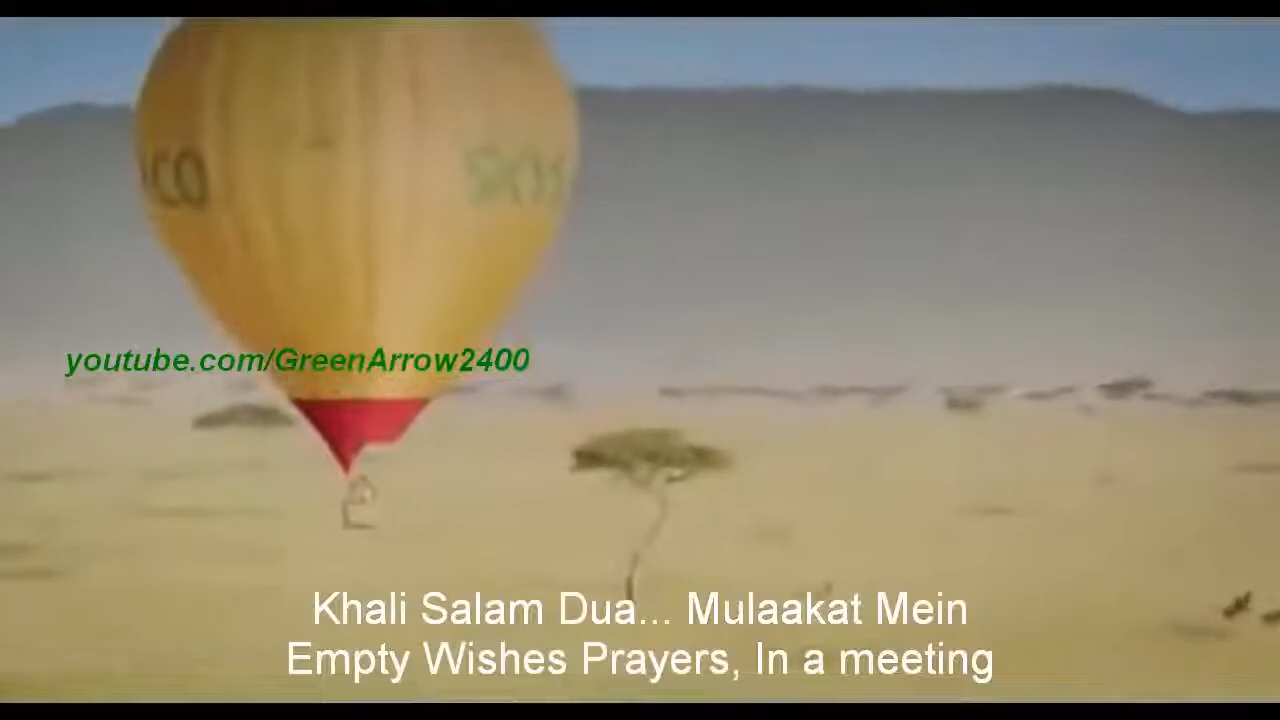 youtube.com/GreenArrow2400
Khali Salam Dua... Mulaakat Mein
Empty Wishes Prayers, In a meeting